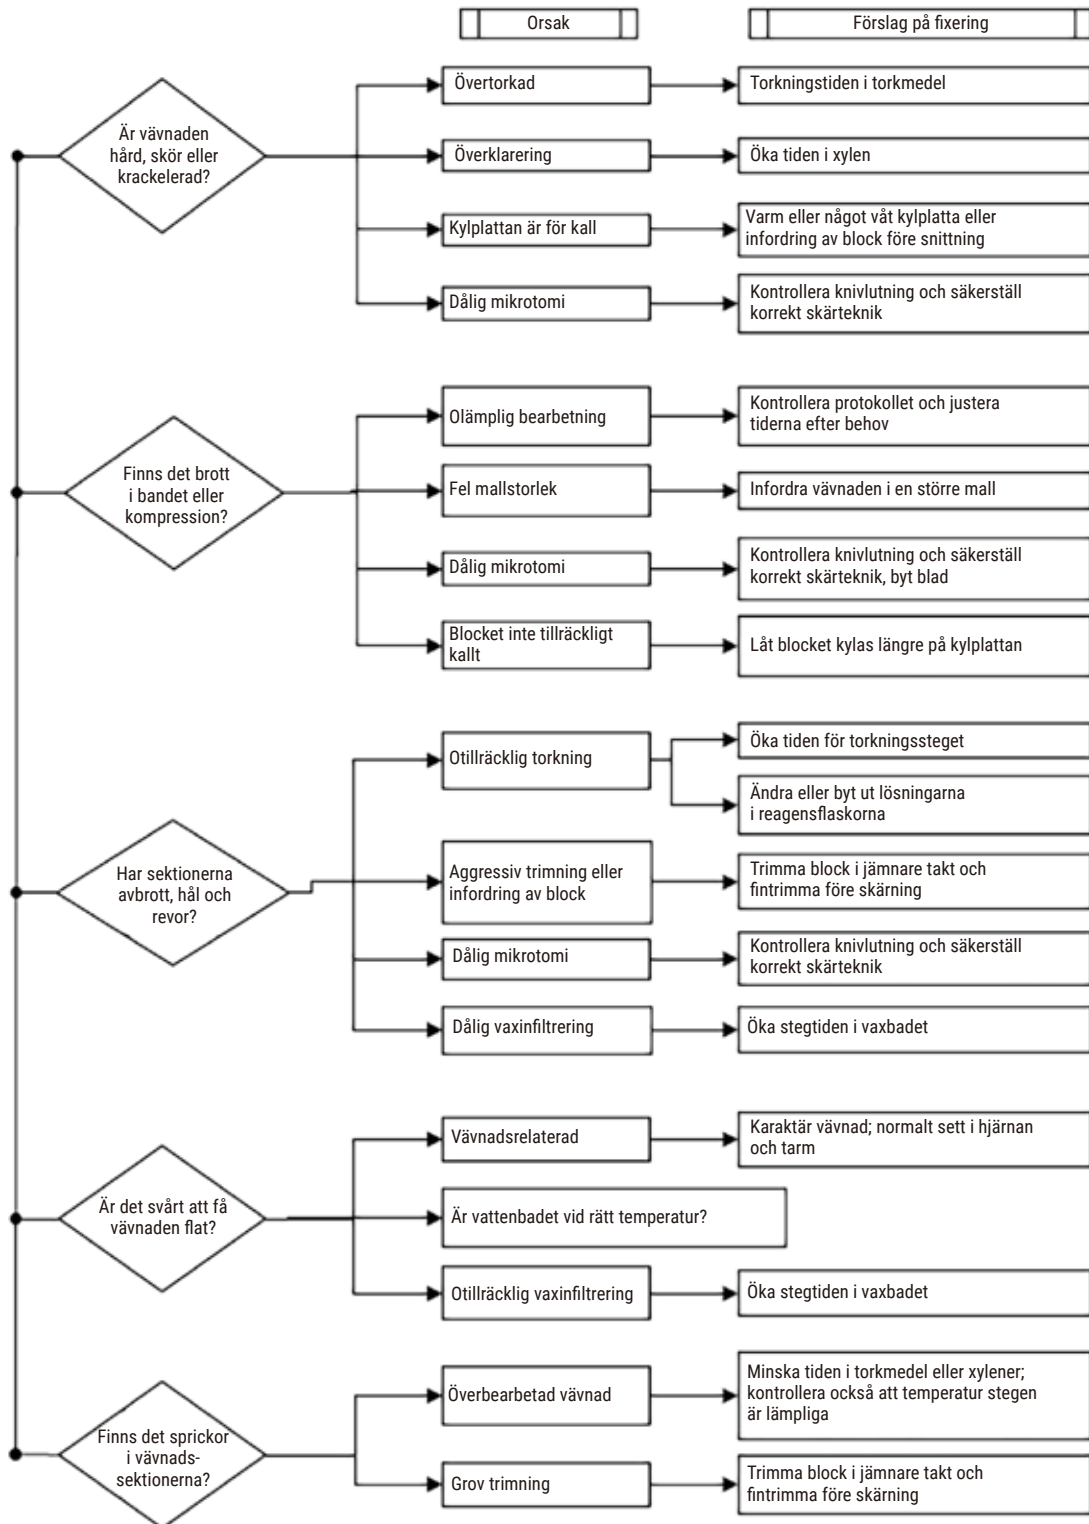 Orsak
Förslag på fixering
Är vävnaden
hård, skör eller
krackelerad?
Övertorkad
Torkningstiden i torkmedel
Överklarering
Öka tiden i xylen
Kylplattan är för kall
Varm eller något våt kylplatta eller
infordring av block före snittning
Dålig mikrotomi
Kontrollera knivlutning och säkerställ
korrekt skärteknik
Finns det brott
i bandet eller
kompression?
Olämplig bearbetning
Kontrollera protokollet och justera
tiderna efter behov
Fel mallstorlek
Infordra vävnaden i en större mall
Dålig mikrotomi
Kontrollera knivlutning och säkerställ
korrekt skärteknik, byt blad
Blocket inte tillräckligt
kallt
Låt blocket kylas längre på kylplattan
Har sektionerna
avbrott, hål och
revor?
Otillräcklig torkning
Öka tiden för torkningssteget
Ändra eller byt ut lösningarna
i reagensflaskorna
Aggressiv trimning eller
infordring av block
Trimma block i jämnare takt och
fintrimma före skärning
Dålig mikrotomi
Kontrollera knivlutning och säkerställ
korrekt skärteknik
Dålig vaxinfiltrering
Öka stegtiden i vaxbadet
Är det svårt att få
vävnaden flat?
Vävnadsrelaterad
Karaktär vävnad; normalt sett i hjärnan
och tarm
Är vattenbadet vid rätt temperatur?
Otillräcklig vaxinfiltrering
Öka stegtiden i vaxbadet
Finns det sprickor
i vävnads-
sektionerna?
Överbearbetad vävnad
Minska tiden i torkmedel eller xylener;
kontrollera också att temperatur stegen
är lämpliga
Grov trimning
Trimma block i jämnare takt och
fintrimma före skärning